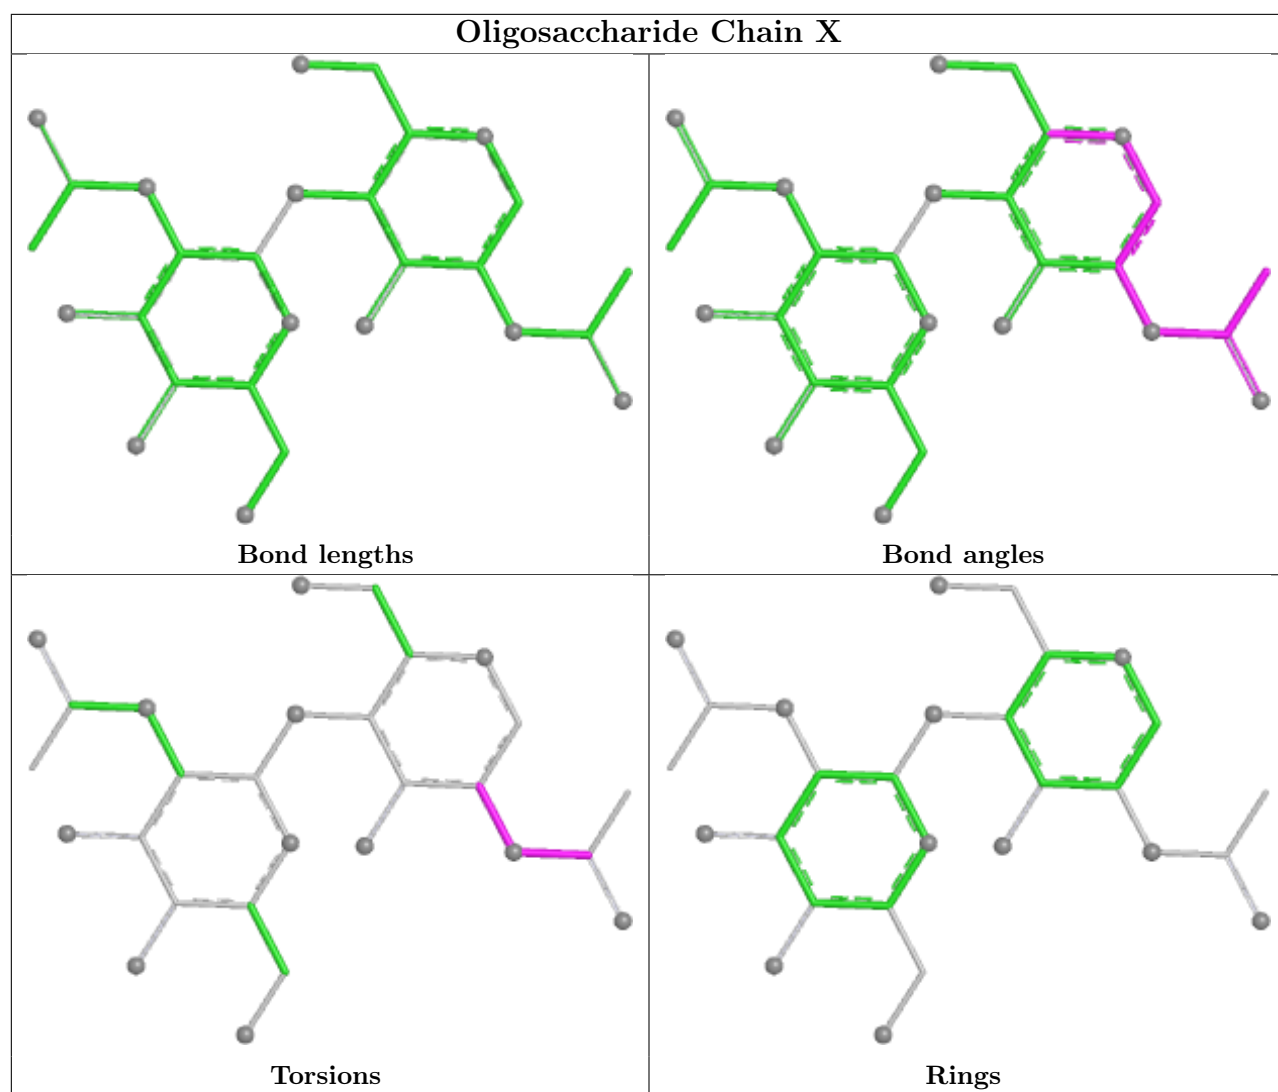 Oligosaccharide Chain X
Bond lengths
Bond angles
Torsions
Rings